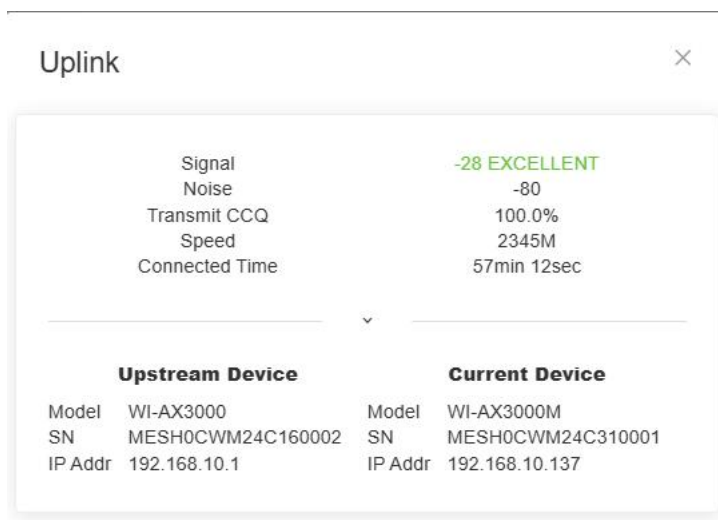 Uplink
Signal -28 EXCELLENT
Noise -80
Transmit CCQ 100.0%
Speed 2345M
Connected Time 57min 12sec
Upstream Device Current Device
Model WI-AX3000 Model WI-AX3000M
SN MESH0CWM24C160002 SN MESH0CWM24C310001
IP Addr 192.168.10.1 IP Addr 192.168.10.137